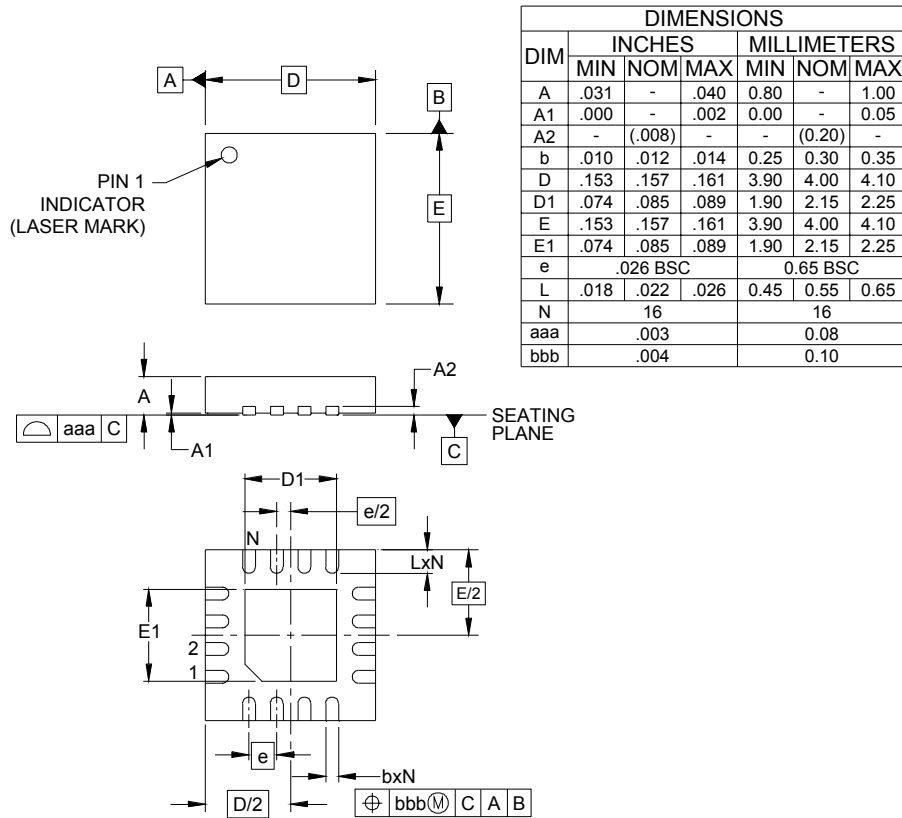 DIMENSIONS
DIM INCHES MILLIMETERS
MIN NOM MAX MIN NOM MAX
A .031 - .040 0.80 - 1.00
A1 .000 - .002 0.00 - 0.05
A2 - (.008) - - (0.20) -
b .010 .012 .014 0.25 0.30 0.35
D .153 .157 .161 3.90 4.00 4.10
D1 .074 .085 .089 1.90 2.15 2.25
E .153 .157 .161 3.90 4.00 4.10
E1 .074 .085 .089 1.90 2.15 2.25
e .026 BSC 0.65 BSC
L .018 .022 .026 0.45 0.55 0.65
N 16 16
aaa .003 0.08
bbb .004 0.10
A D
B
PIN 1
INDICATOR
(LASER MARK)
E
A A2
aaa C
A1
SEATING
PLANE
C
D1
e/2
N
LxN
E/2
E1
2
1
e
bxN
D/2
bbbⓂ C A B